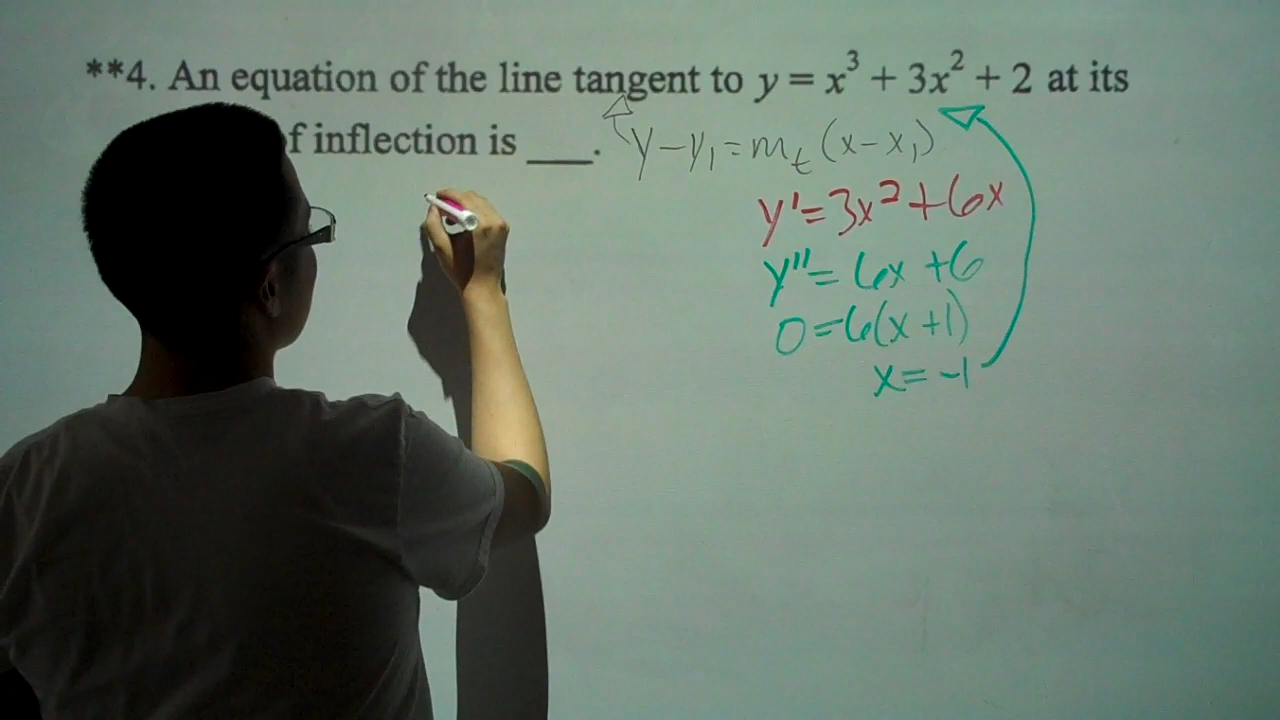 **4. An equation of the line tangent to y = x³ + 3x² + 2 at its
f inflection is ___.
y - y₁ = mₜ (x - x₁)
y' = 3x² + 6x
y'' = 6x + 6
0 = 6(x + 1)
x = -1